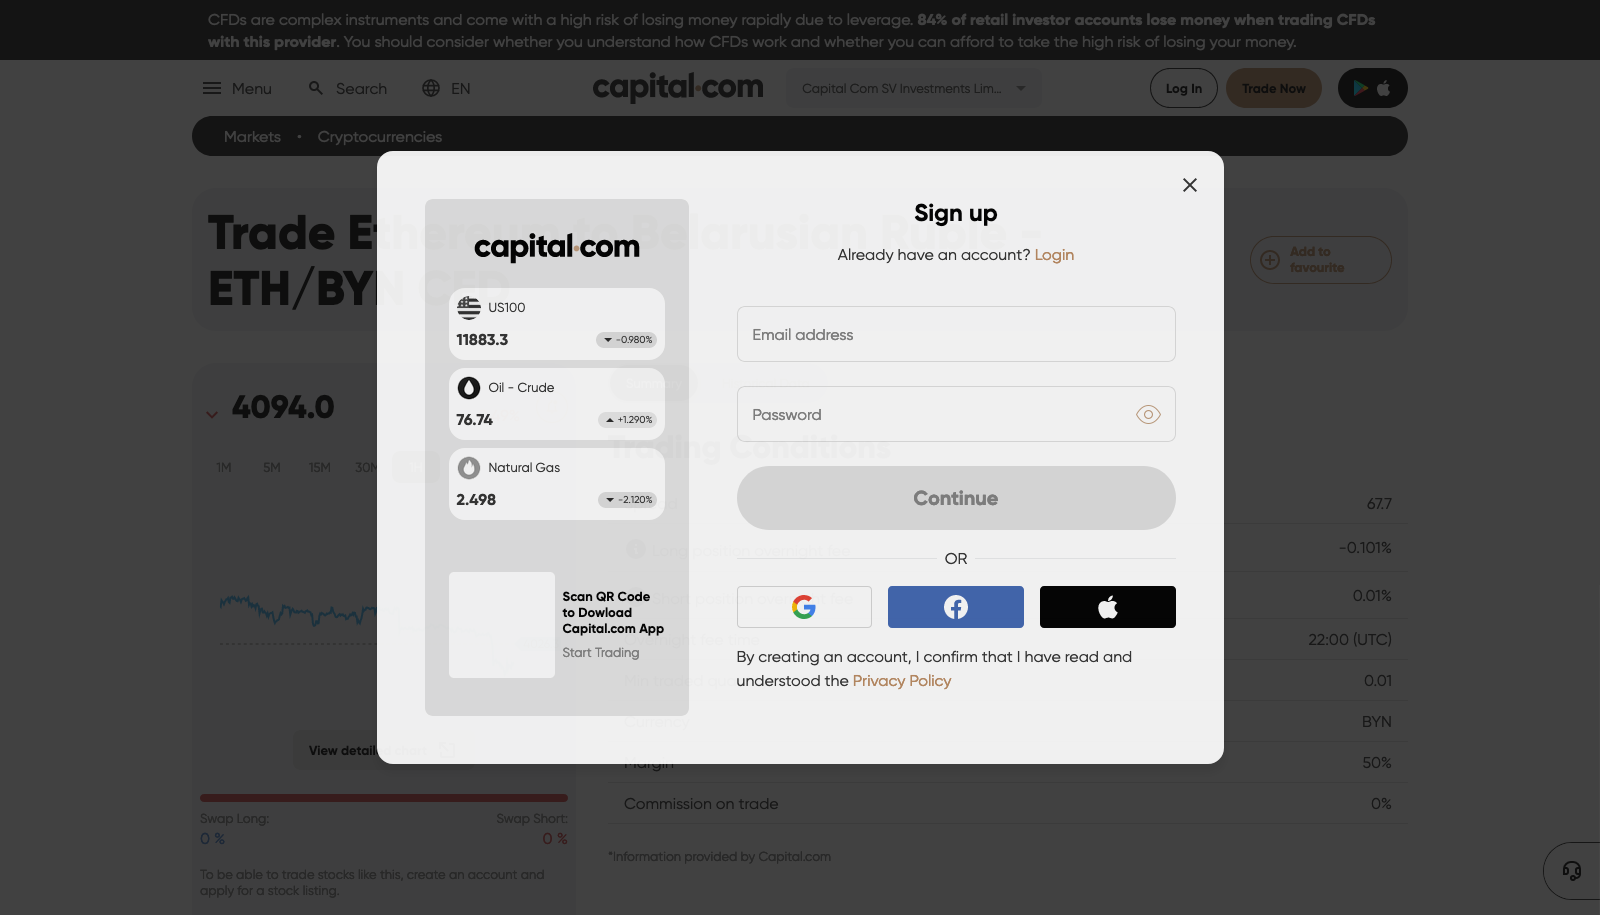 CFDs are complex instruments and come with a high risk of losing money rapidly due to leverage. 84% of retail investor accounts lose money when trading CFDs
with this provider. You should consider whether you understand how CFDs work and whether you can afford to take the high risk of losing your money.
Menu
Search
EN
capital.com
Capital Com SV Investments Lim...
Log In
Trade Now
Markets • Cryptocurrencies
Trade Ethereum to Belarusian Ruble -
ETH/BYN CFD
Add to
favourite
4094.0
1M 5M 15M 30M
View detail
Swap Long:
0 %
Swap Short:
0 %
To be able to trade stocks like this, create an account and
apply for a stock listing.
capital.com
US100
11883.3
-0.980%
Oil - Crude
76.74
+1.290%
Natural Gas
2.498
-2.120%
Scan QR Code
to Dowload
Capital.com App
Start Trading
Sign up
Already have an account? Login
Email address
Password
Continue
OR
By creating an account, I confirm that I have read and
understood the Privacy Policy
Trading Conditions
67.7
-0.101%
0.01%
22:00 (UTC)
0.01
BYN
Margin 50%
Commission on trade 0%
*Information provided by Capital.com